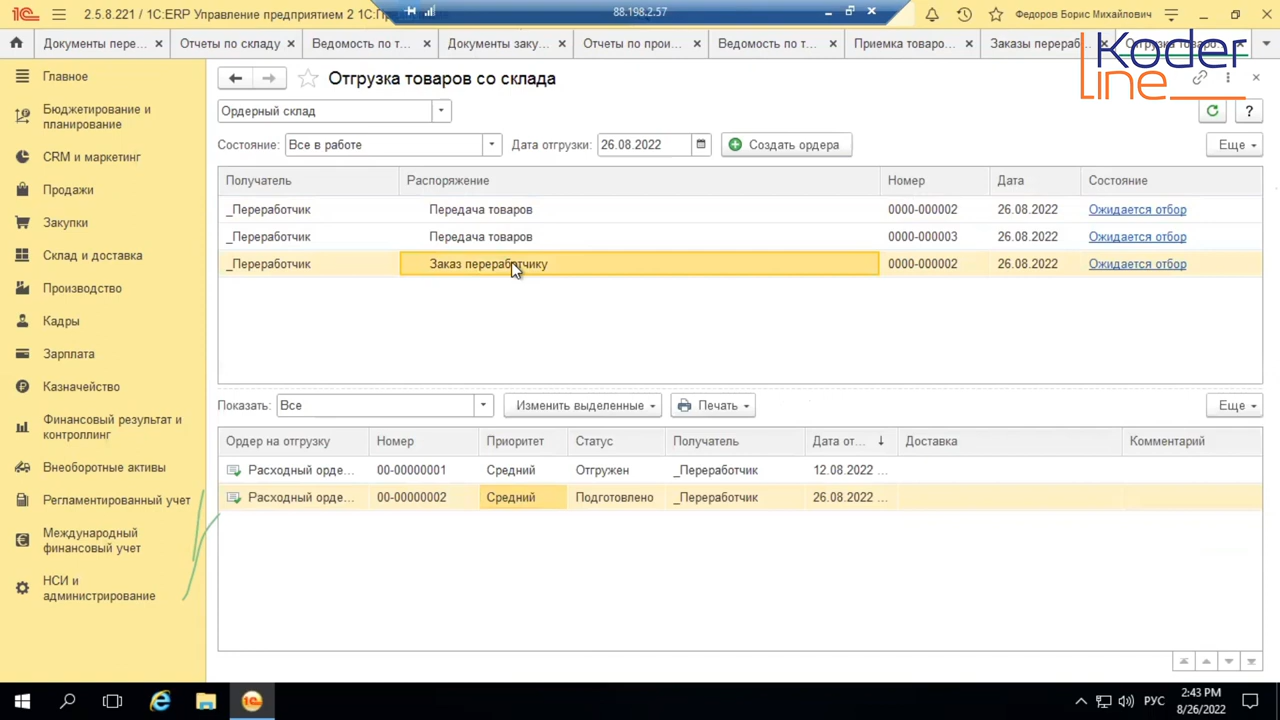 2.5.8.221 / 1С:ERP Управление предприятием 2 1С:Пр
88.198.2.57
Федоров Борис Михайлович
Документы пере...
Отчеты по складу
Ведомость по т...
Документы заку...
Отчеты по прои...
Ведомость по т...
Приемка товаро...
Заказы перераб
Отгрузка товаро
Koder
line
Главное
Бюджетирование и
планирование
CRM и маркетинг
Продажи
Закупки
Склад и доставка
Производство
Кадры
Зарплата
Казначейство
Финансовый результат и
контроллинг
Внеоборотные активы
Регламентированный учет
Международный
финансовый учет
НСИ и
администрирование
Отгрузка товаров со склада
Ордерный склад
?
Состояние: Все в работе Дата отгрузки: 26.08.2022 Создать ордера Еще
Получатель Распоряжение Номер Дата Состояние
_Переработчик Передача товаров 0000-000002 26.08.2022 Ожидается отбор
_Переработчик Передача товаров 0000-000003 26.08.2022 Ожидается отбор
_Переработчик Заказ переработчику 0000-000002 26.08.2022 Ожидается отбор
Показать: Все Изменить выделенные Печать Еще
Ордер на отгрузку Номер Приоритет Статус Получатель Дата от... Доставка Комментарий
Расходный орде... 00-00000001 Средний Отгружен _Переработчик 12.08.2022 ...
Расходный орде... 00-00000002 Средний Подготовлено _Переработчик 26.08.2022 ...
РУС
2:43 PM
8/26/2022